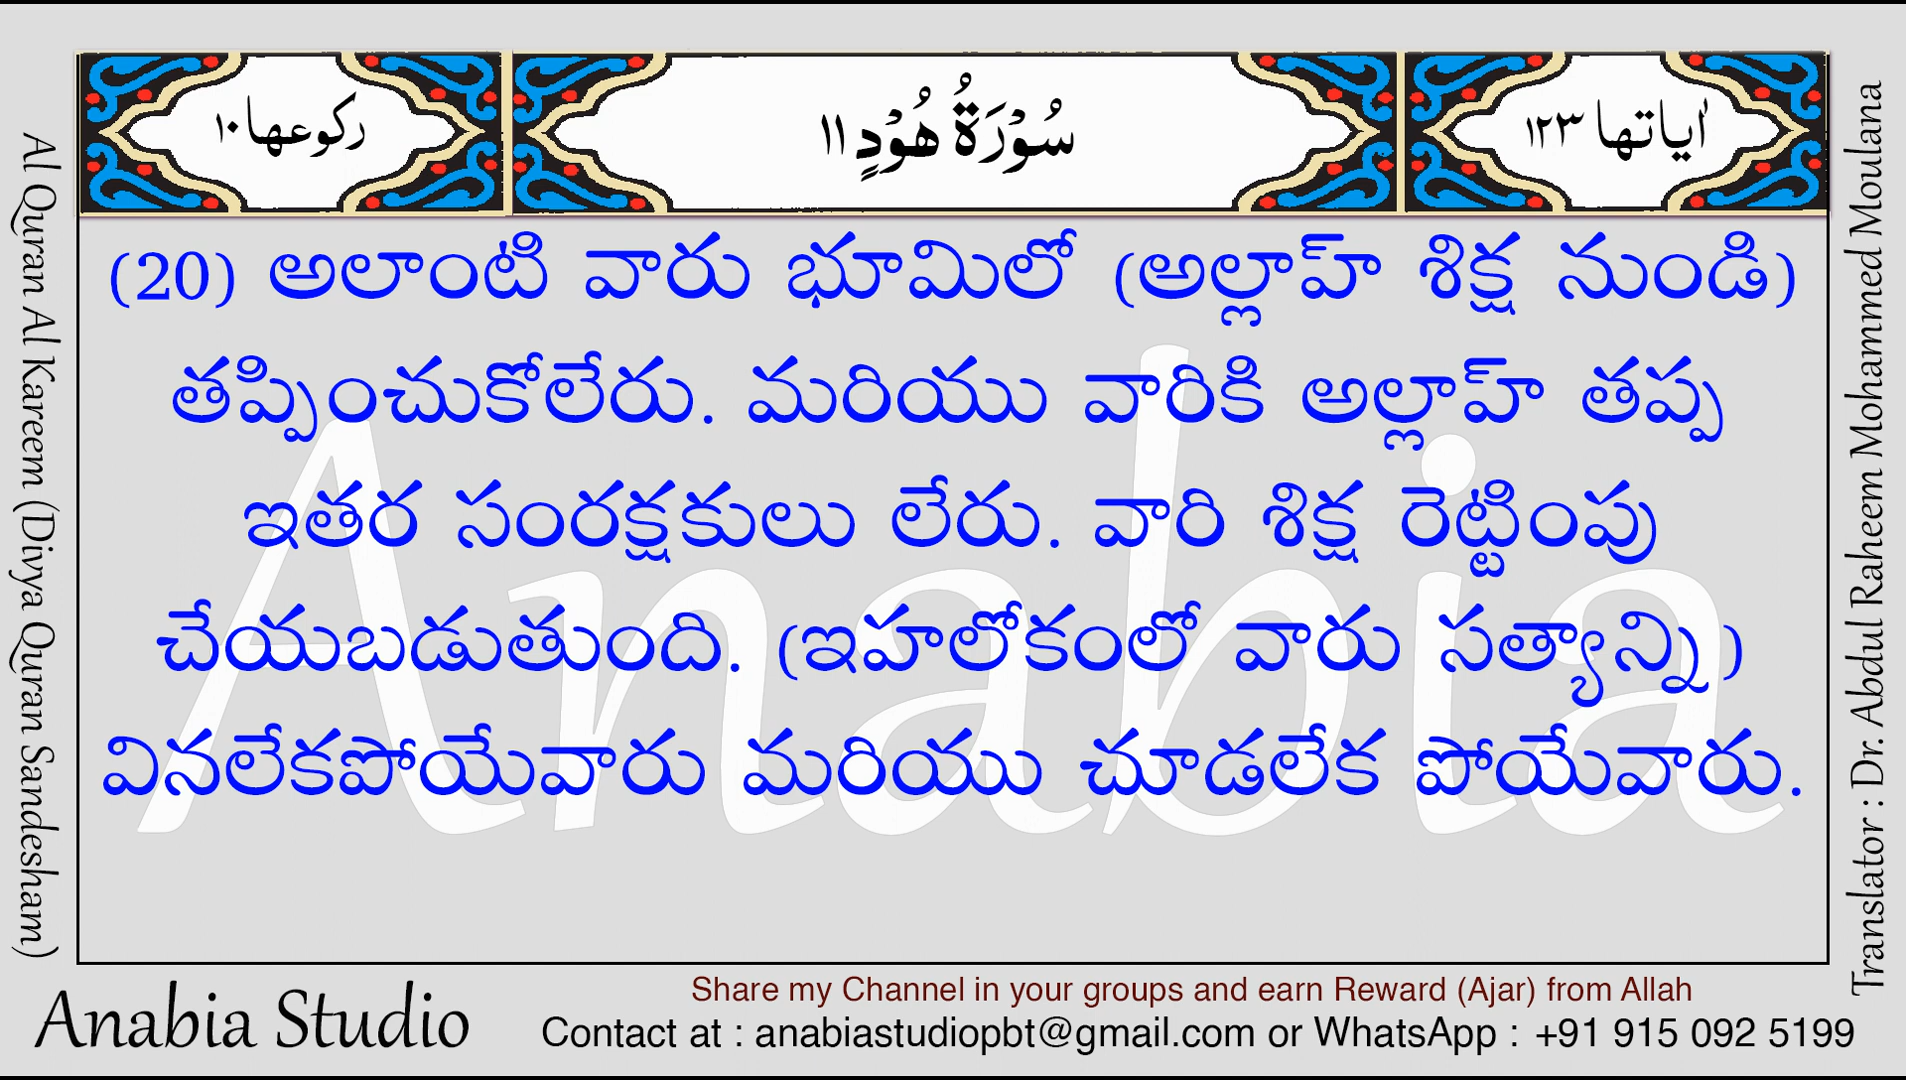 ركوعها ١٠
سُوْرَةُ هُوْدٍ ١١
اٰياتها ١٢٣
(20) అలాంటి వారు భూమిలో (అల్లాహ్ శిక్ష నుండి)
తప్పించుకోలేరు. మరియు వారికి అల్లాహ్ తప్ప
ఇతర సంరక్షకులు లేరు. వారి శిక్ష రెట్టింపు
చేయబడుతుంది. (ఇహలోకంలో వారు సత్యాన్ని)
వినలేకపోయేవారు మరియు చూడలేక పోయేవారు.
Anabia
Al Quran Al Kareem (Divya Quran Sandesham)
Translator : Dr. Abdul Raheem Mohammed Moulana
Anabia Studio
Share my Channel in your groups and earn Reward (Ajar) from Allah
Contact at : anabiastudiopbt@gmail.com or WhatsApp : +91 915 092 5199